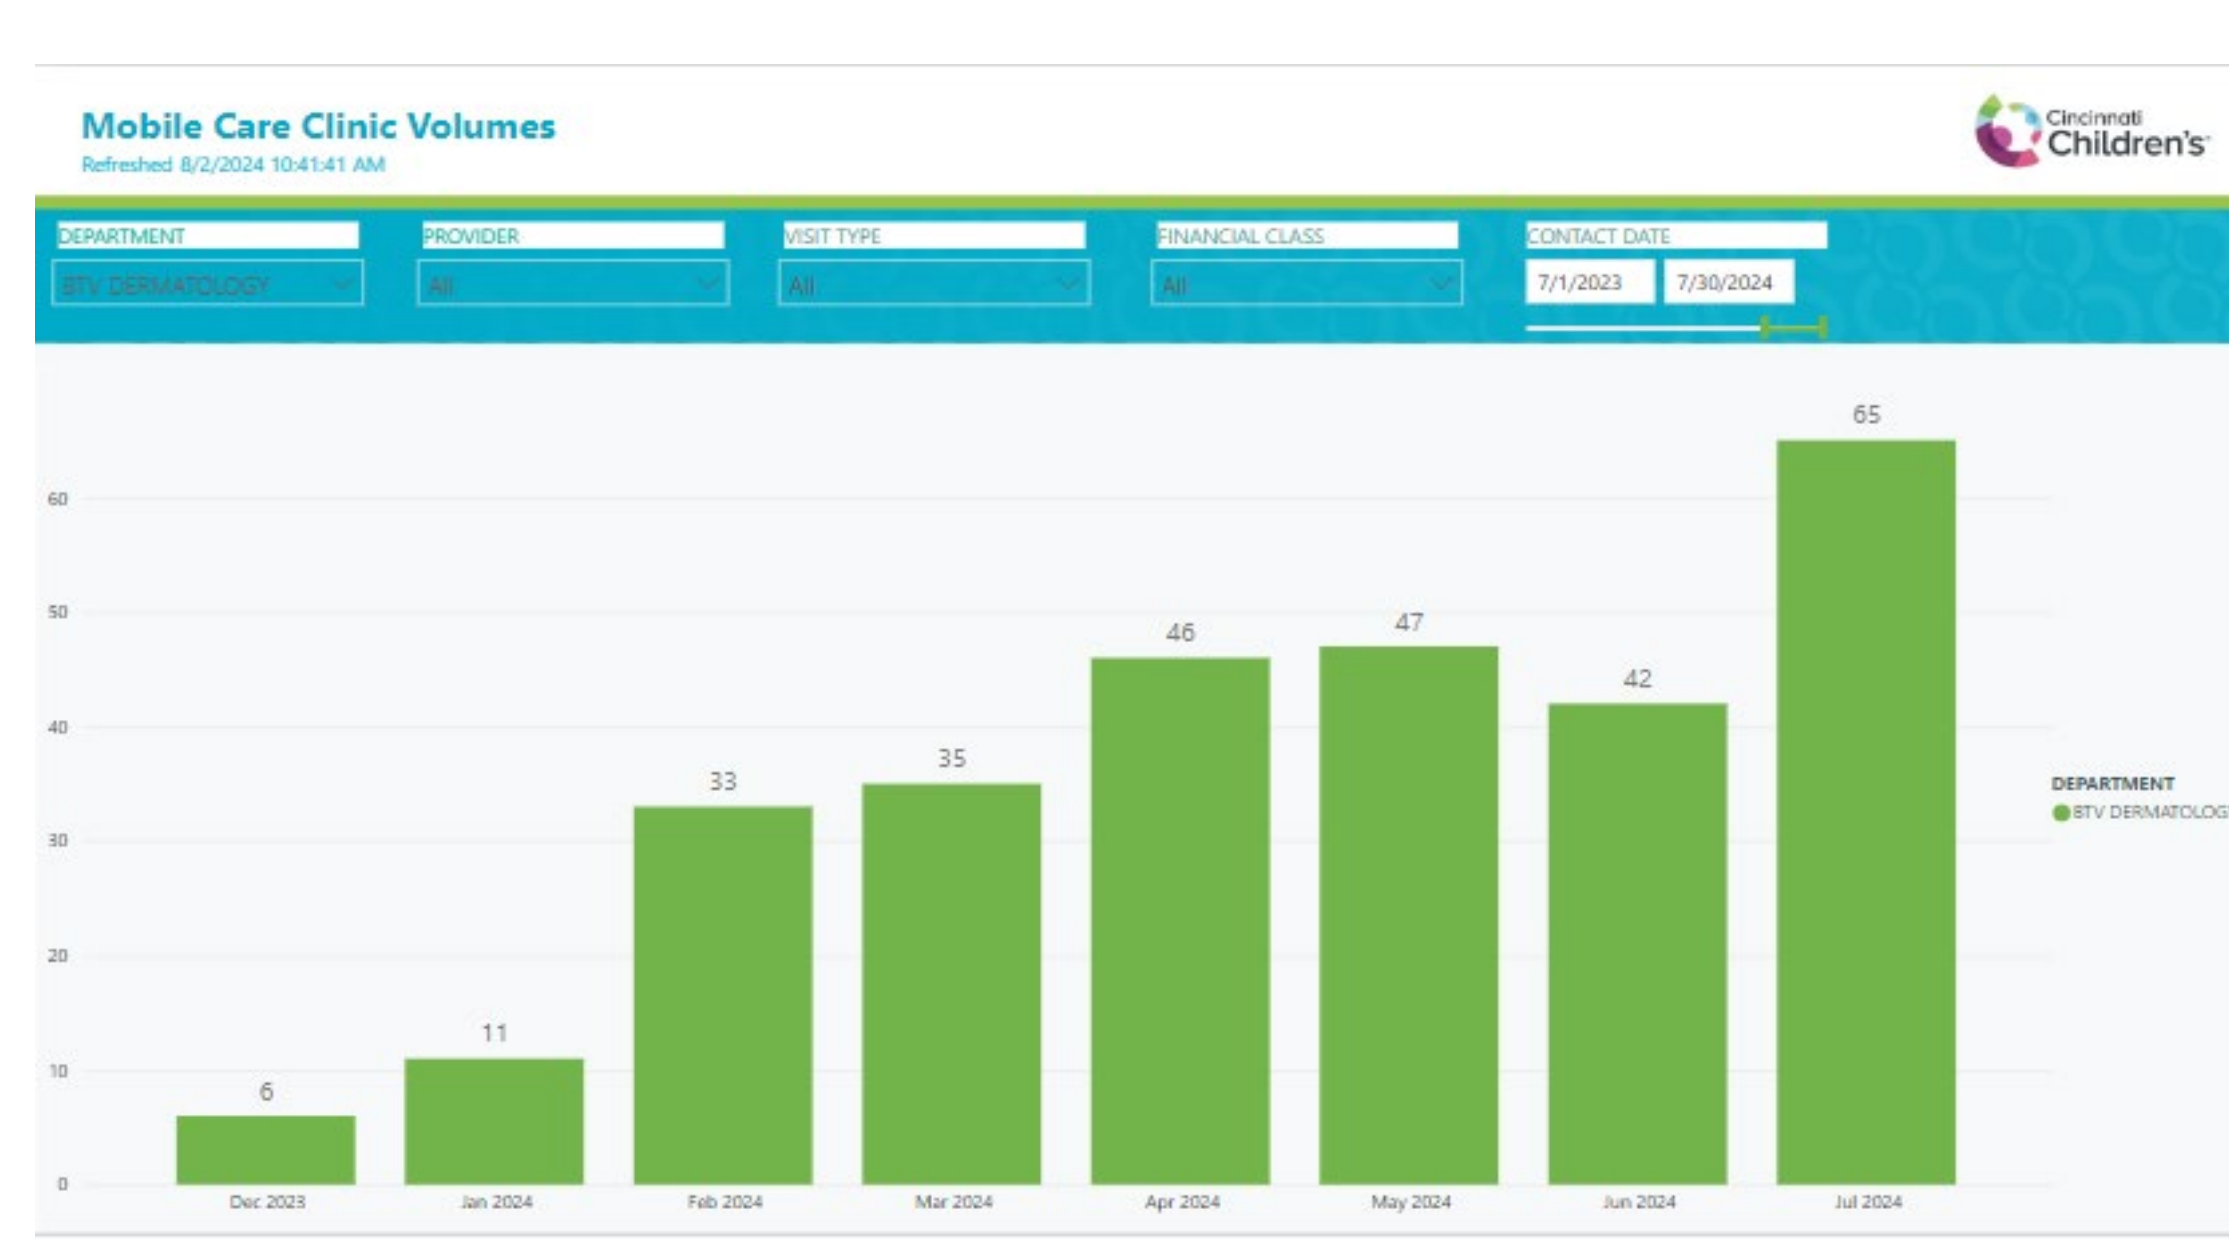 Mobile Care Clinic Volumes
Refreshed 8/2/2024 10:41:41 AM
Cincinnati
Children's
DEPARTMENT PROVIDER VISIT TYPE FINANCIAL CLASS CONTACT DATE
BTV DERMATOLOGY All All All 7/1/2023 7/30/2024
65
60
50
46 47
42
40
35
33
30
DEPARTMENT
BTV DERMATOLOG
20
11
10
6
0
Dec 2023 Jan 2024 Feb 2024 Mar 2024 Apr 2024 May 2024 Jun 2024 Jul 2024